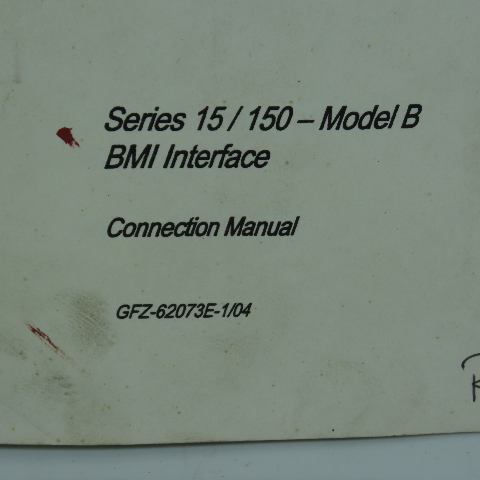 Series 15 / 150 – Model B
BMI Interface
Connection Manual
GFZ-62073E-1/04